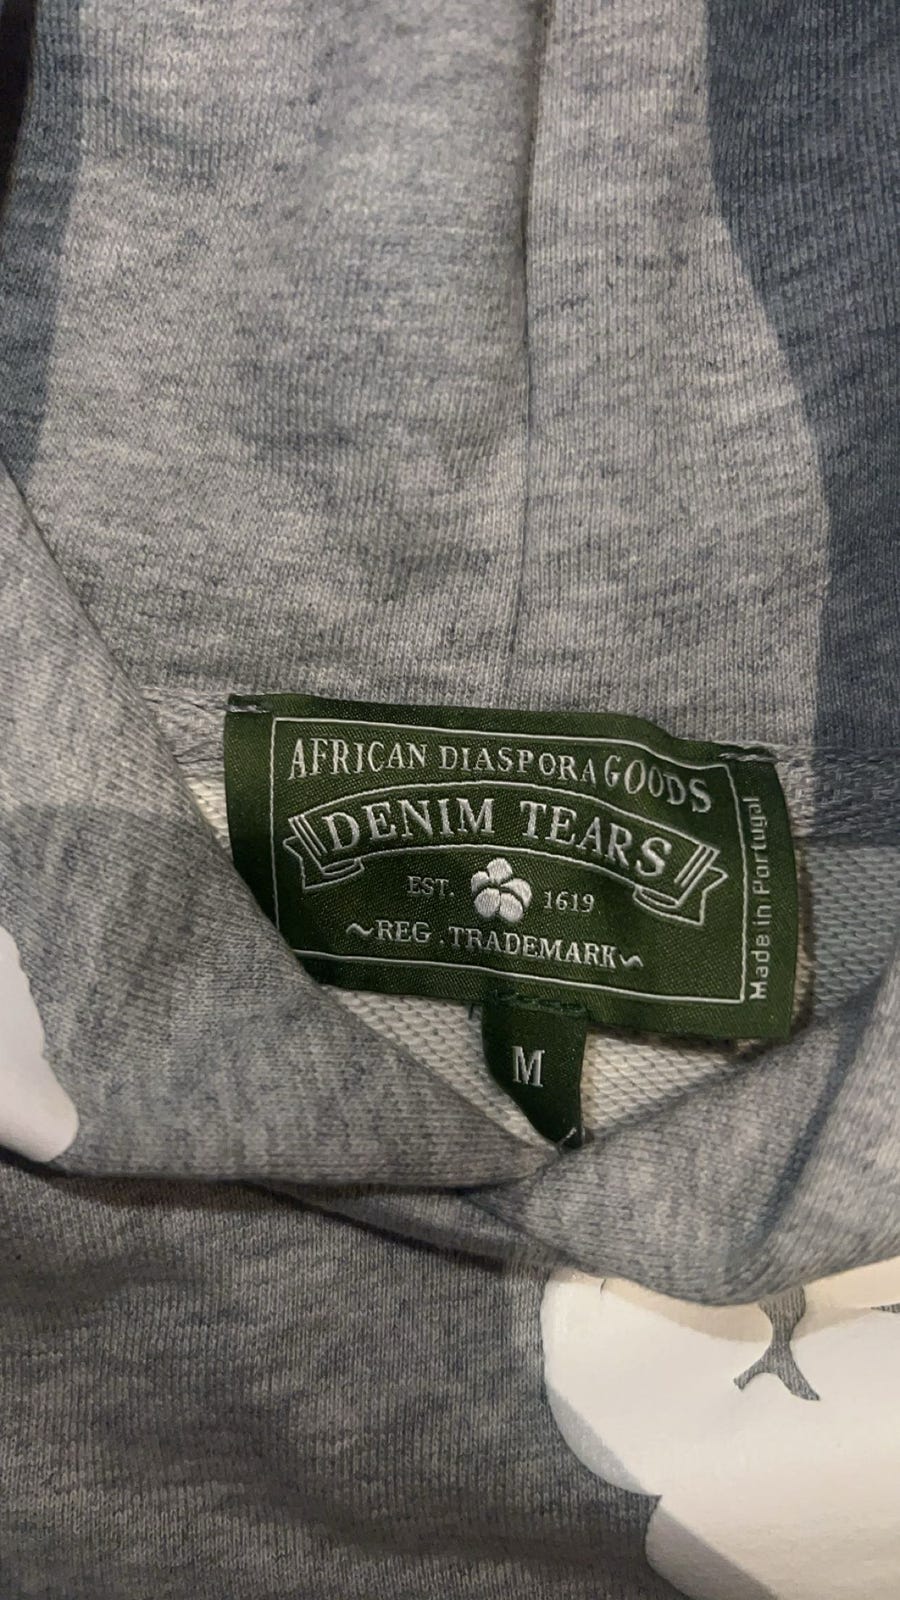 AFRICAN DIASPORA GOODS
DENIM TEARS
EST. 1619
~REG.TRADEMARK~
Made in Portugal
M